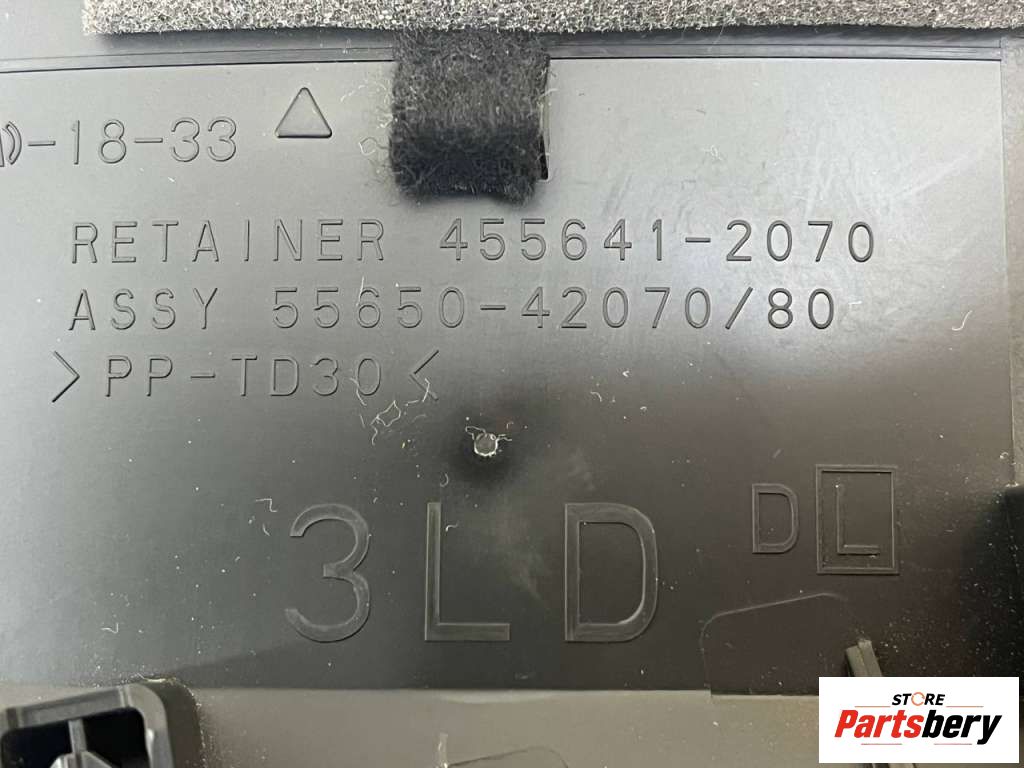 -18-33
RETAINER 455641-2070
ASSY 55650-42070/80
>PP-TD30<
3LD
D L
STORE
Partsbery